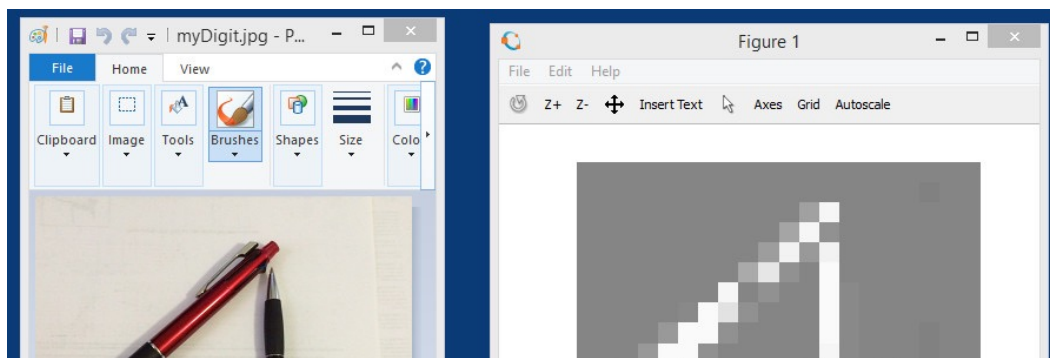 myDigit.jpg - P...
File Home View
Clipboard Image Tools Brushes Shapes Size Colo
Figure 1
File Edit Help
Z+ Z- Insert Text Axes Grid Autoscale